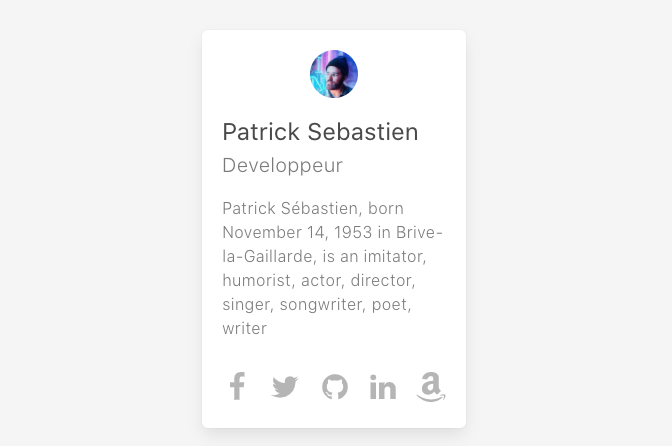 Patrick Sebastien
Developpeur
Patrick Sébastien, born
November 14, 1953 in Brive-
la-Gaillarde, is an imitator,
humorist, actor, director,
singer, songwriter, poet,
writer